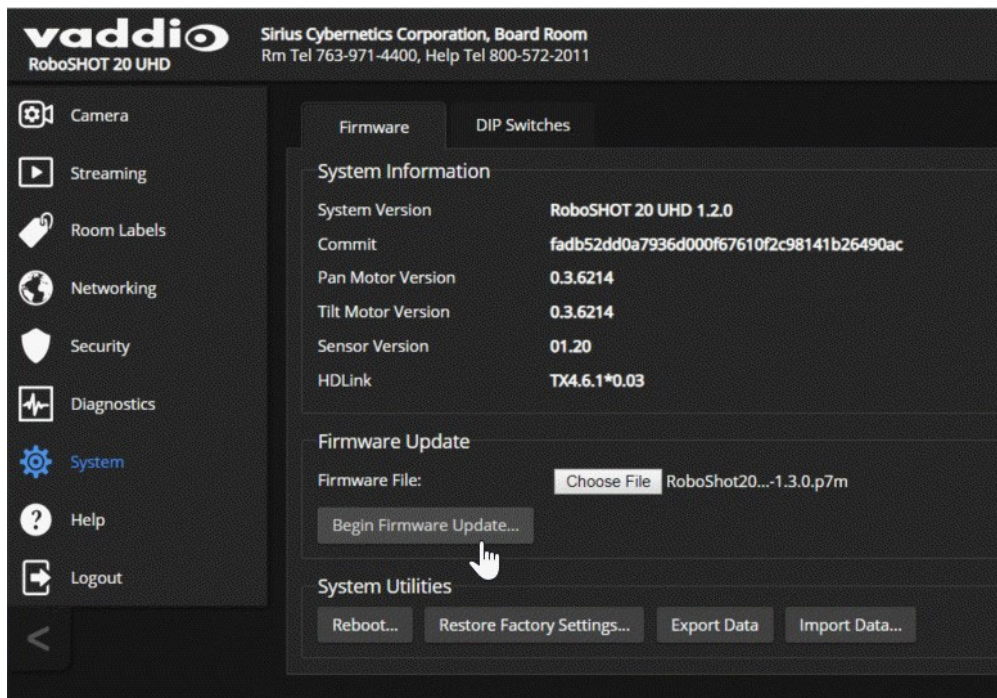 vaddio
RoboSHOT 20 UHD
Sirius Cybernetics Corporation, Board Room
Rm Tel 763-971-4400, Help Tel 800-572-2011
Camera
Streaming
Room Labels
Networking
Security
Diagnostics
System
Help
Logout
Firmware
DIP Switches
System Information
System Version RoboSHOT 20 UHD 1.2.0
Commit fadb52dd0a7936d000f67610f2c98141b26490ac
Pan Motor Version 0.3.6214
Tilt Motor Version 0.3.6214
Sensor Version 01.20
HDLink TX4.6.1*0.03
Firmware Update
Firmware File: Choose File RoboShot20...-1.3.0.p7m
Begin Firmware Update...
System Utilities
Reboot... Restore Factory Settings... Export Data Import Data...